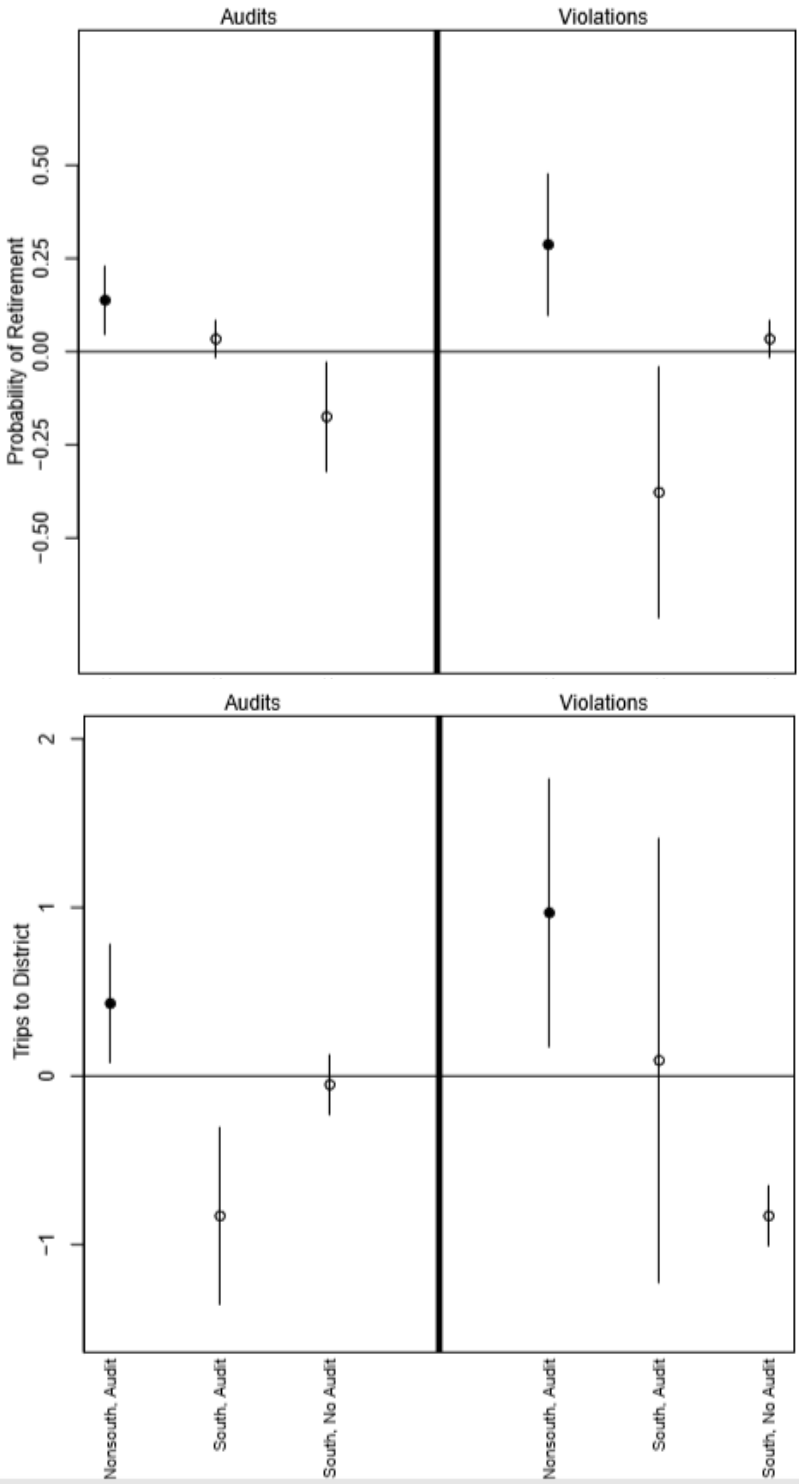 Audits
Violations
Probability of Retirement
0.50
0.25
0.00
−0.25
−0.50
Audits
Violations
Trips to District
2
1
0
−1
Nonsouth, Audit
South, Audit
South, No Audit
Nonsouth, Audit
South, Audit
South, No Audit